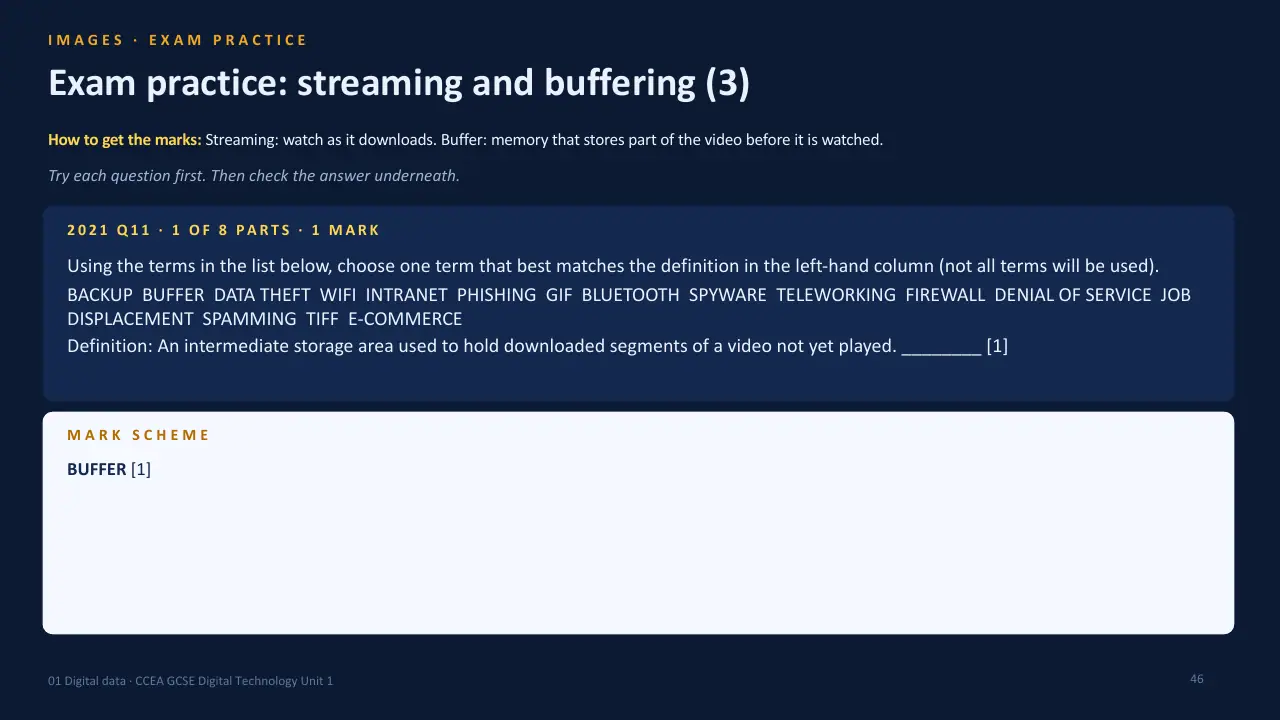 IMAGES · EXAM PRACTICE
Exam practice: streaming and buffering (3)
How to get the marks: Streaming: watch as it downloads. Buffer: memory that stores part of the video before it is watched.
Try each question first. Then check the answer underneath.
2021 Q11 · 1 OF 8 PARTS · 1 MARK
Using the terms in the list below, choose one term that best matches the definition in the left-hand column (not all terms will be used).
BACKUP  BUFFER  DATA THEFT  WIFI  INTRANET  PHISHING  GIF  BLUETOOTH  SPYWARE  TELEWORKING  FIREWALL  DENIAL OF SERVICE  JOB
DISPLACEMENT  SPAMMING  TIFF  E-COMMERCE
Definition: An intermediate storage area used to hold downloaded segments of a video not yet played. ________ [1]
MARK SCHEME
BUFFER [1]
01 Digital data · CCEA GCSE Digital Technology Unit 1
46